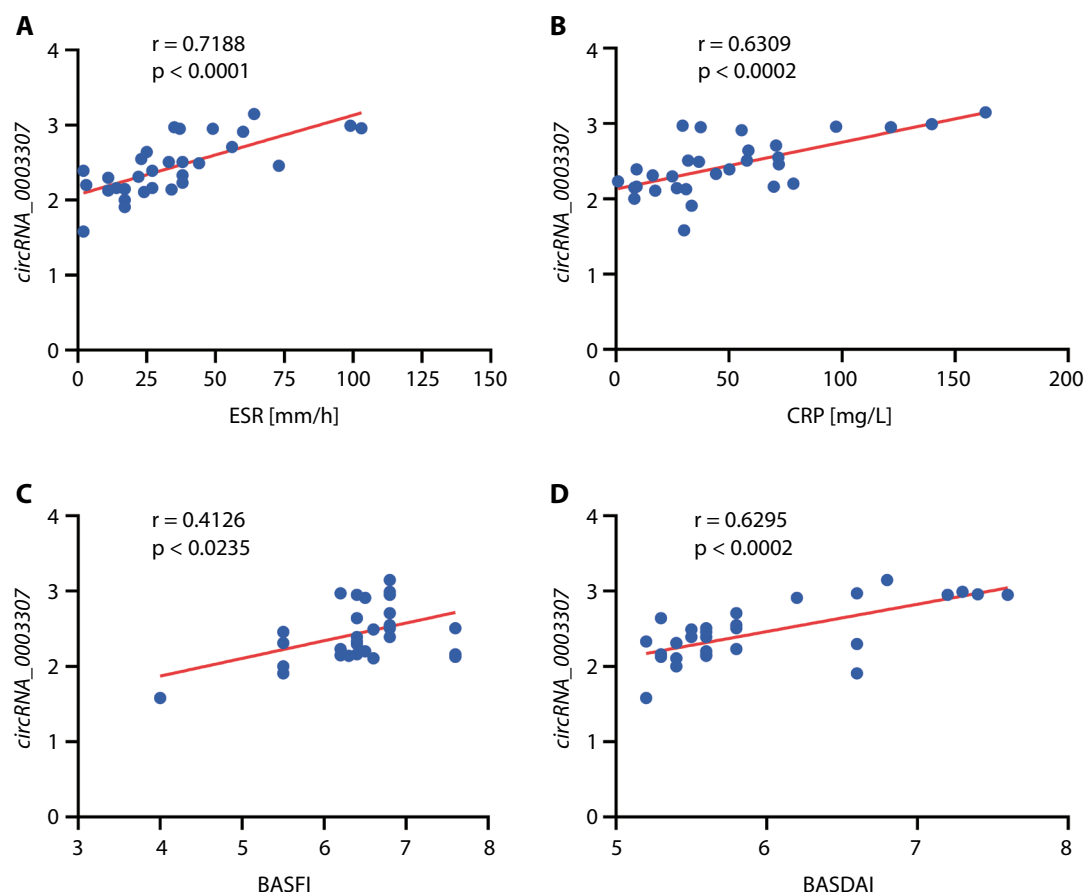 A
r = 0.7188
p < 0.0001
4
3
2
1
0
circRNA_0003307
0 25 50 75 100 125 150
ESR [mm/h]
B
r = 0.6309
p < 0.0002
4
3
2
1
0
circRNA_0003307
0 50 100 150 200
CRP [mg/L]
C
r = 0.4126
p < 0.0235
4
3
2
1
0
circRNA_0003307
3 4 5 6 7 8
BASFI
D
r = 0.6295
p < 0.0002
4
3
2
1
0
circRNA_0003307
5 6 7 8
BASDAI